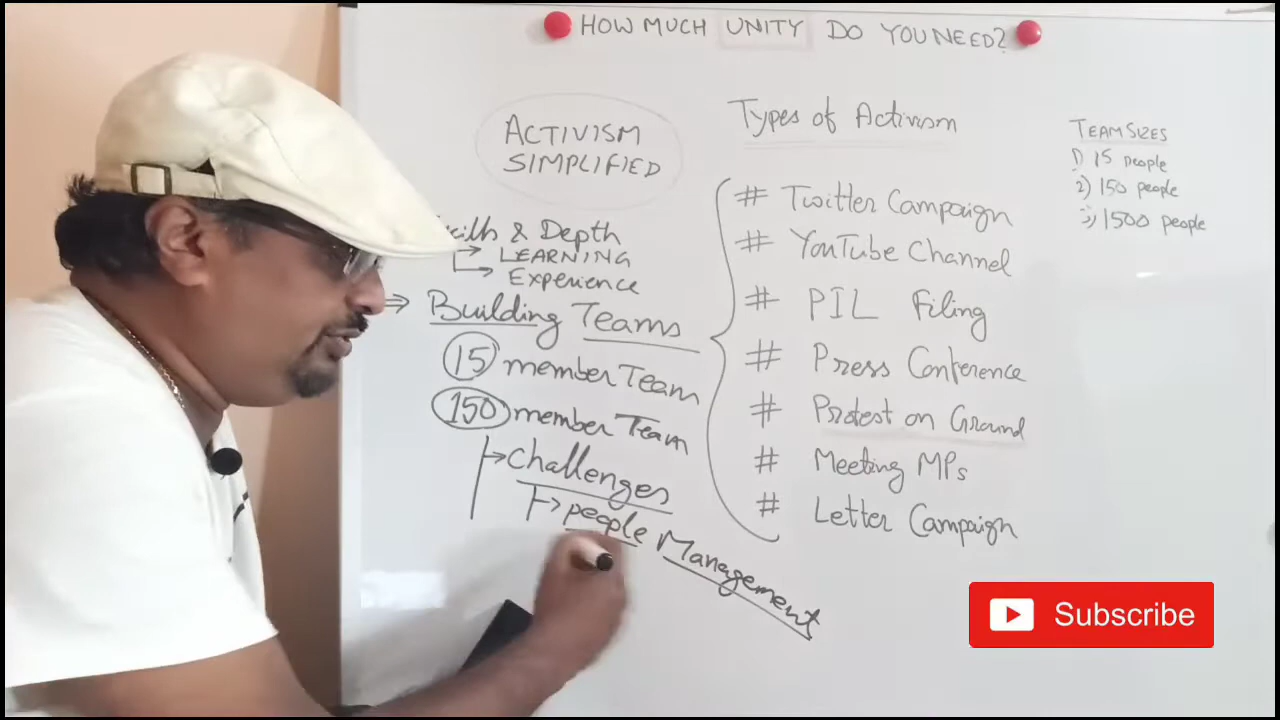 HOW MUCH UNITY DO YOU NEED?
ACTIVISM
SIMPLIFIED
& Depth
→ LEARNING
→ Experience
⇒ Building Teams
15 member Team
150 member Team
→ Challenges
→ people Management
Types of Activism
# Twitter Campaign
# YouTube Channel
# PIL Filing
# Press Conference
# Protest on Ground
# Meeting MPs
# Letter Campaign
TEAM SIZES
1) 15 people
2) 150 people
3) 1500 people
Subscribe